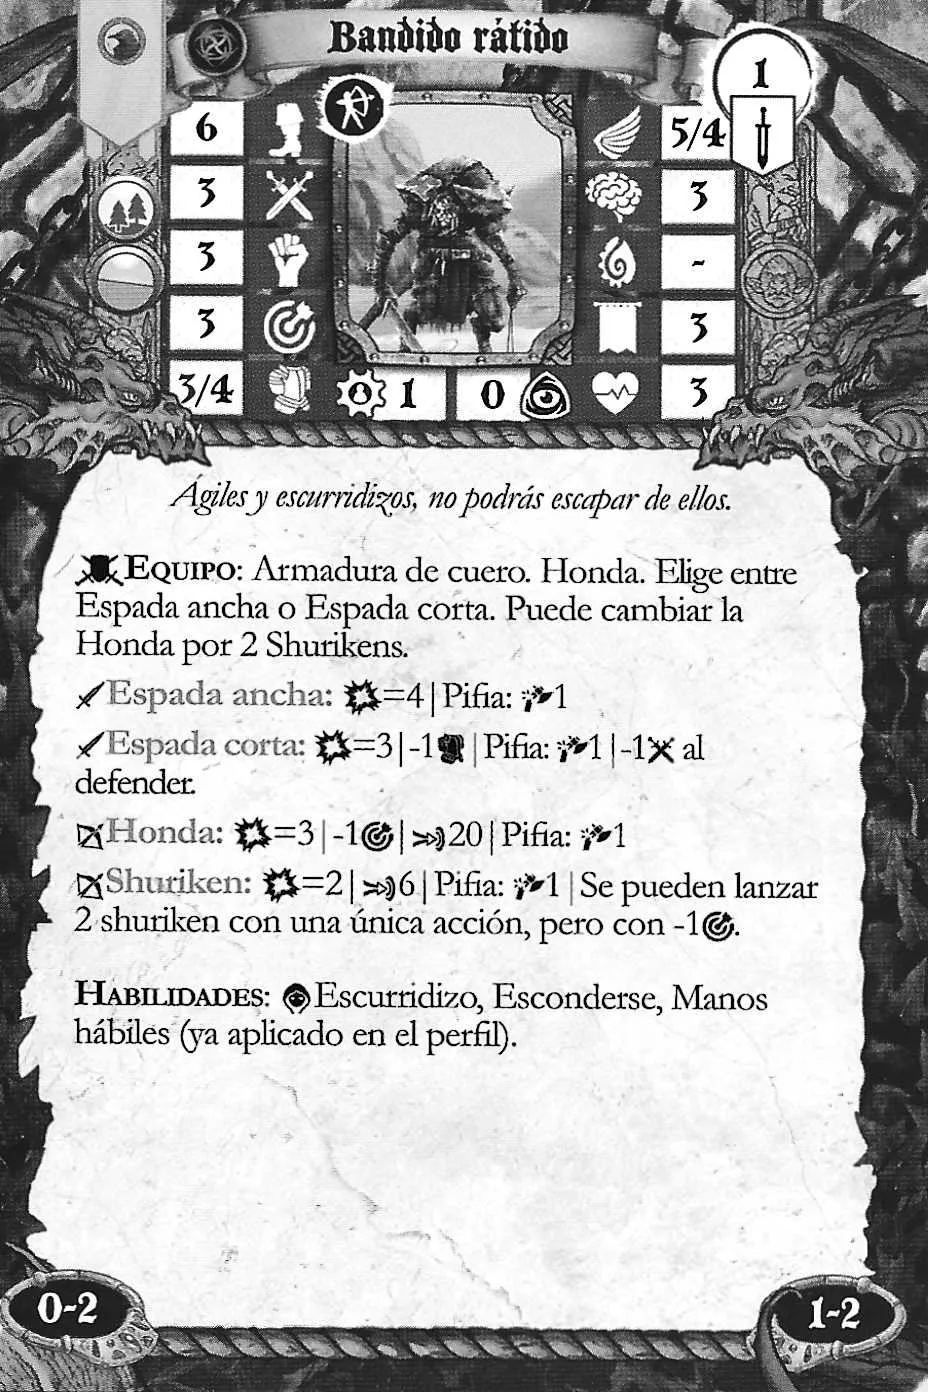 Bandido rátido
1
6
5/4
3
3
3
-
3
3
3/4
1
0
3
Ágiles y escurridizos, no podrás escapar de ellos.
EQUIPO: Armadura de cuero. Honda. Elige entre
Espada ancha o Espada corta. Puede cambiar la
Honda por 2 Shurikens.
Espada ancha: =4 | Pifia: 1
Espada corta: =3 | -1 | Pifia: 1 | -1 al
defender.
Honda: =3 | -1 | 20 | Pifia: 1
Shuriken: =2 | 6 | Pifia: 1 | Se pueden lanzar
2 shuriken con una única acción, pero con -1.
HABILIDADES: Escurridizo, Esconderse, Manos
hábiles (ya aplicado en el perfil).
0-2
1-2